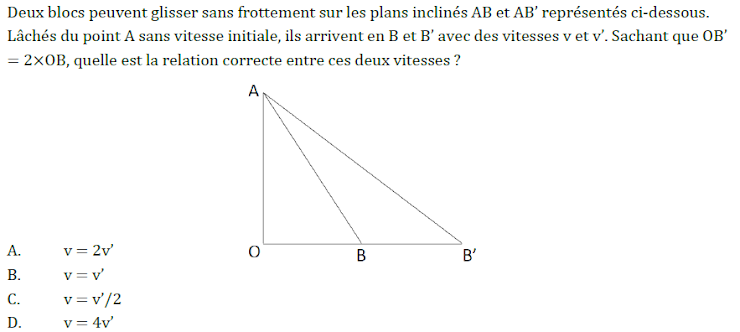 Deux blocs peuvent glisser sans frottement sur les plans inclinés AB et AB’ représentés ci-dessous.
Lâchés du point A sans vitesse initiale, ils arrivent en B et B’ avec des vitesses v et v’. Sachant que OB’
= 2×OB, quelle est la relation correcte entre ces deux vitesses ?
A
O
B
B’
A. v = 2v’
B. v = v’
C. v = v’/2
D. v = 4v’